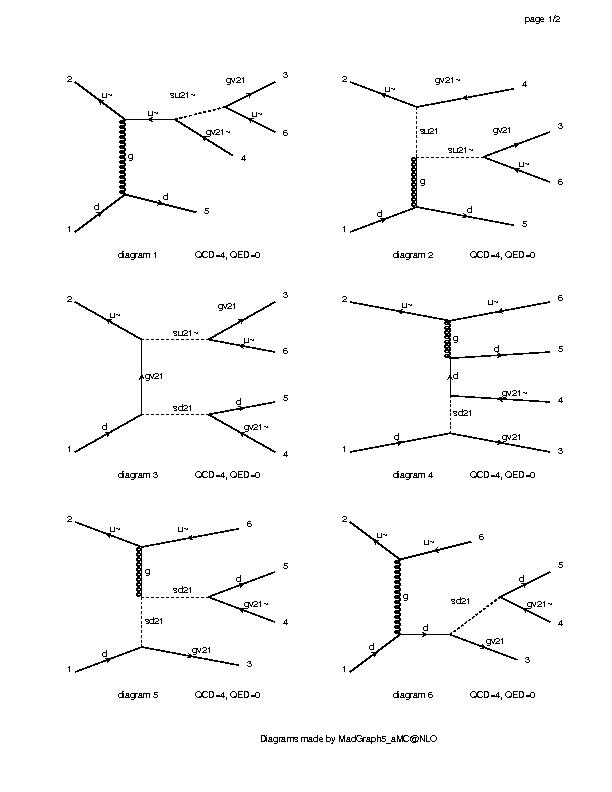 page 1/2
2
u~
u~
su21~
gv21
3
u~
6
gv21~
4
g
1
d
d
5
diagram 1 QCD=4, QED=0
2
u~
gv21~
4
su21
su21~
gv21
3
u~
6
g
1
d
d
5
diagram 2 QCD=4, QED=0
2
u~
su21~
gv21
3
u~
6
gv21
1
d
sd21
d
5
gv21~
4
diagram 3 QCD=4, QED=0
2
u~
u~
6
g
d
5
d
gv21~
4
sd21
1
d
gv21
3
diagram 4 QCD=4, QED=0
2
u~
u~
6
g
sd21
d
5
gv21~
4
sd21
1
d
gv21
3
diagram 5 QCD=4, QED=0
2
u~
u~
6
g
sd21
d
5
gv21~
4
1
d
d
gv21
3
diagram 6 QCD=4, QED=0
Diagrams made by MadGraph5_aMC@NLO